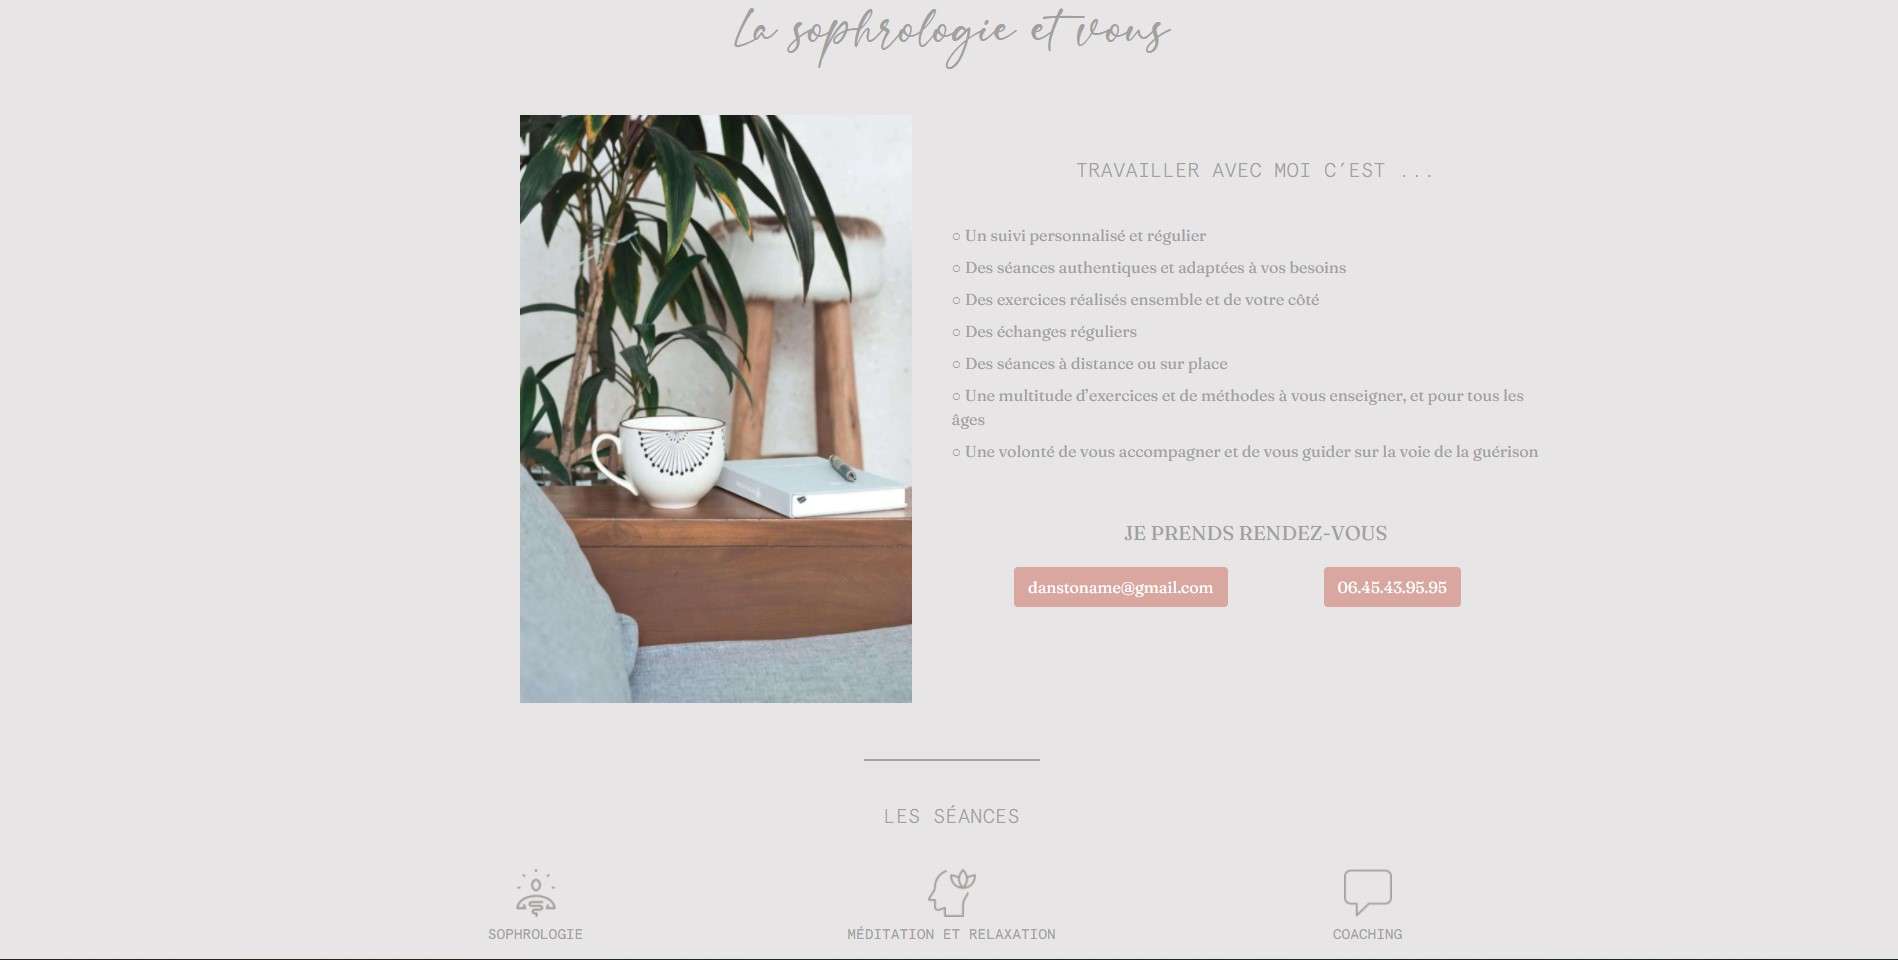 La sophrologie et vous
TRAVAILLER AVEC MOI C'EST ...
○ Un suivi personnalisé et régulier
○ Des séances authentiques et adaptées à vos besoins
○ Des exercices réalisés ensemble et de votre côté
○ Des échanges réguliers
○ Des séances à distance ou sur place
○ Une multitude d'exercices et de méthodes à vous enseigner, et pour tous les
âges
○ Une volonté de vous accompagner et de vous guider sur la voie de la guérison
JE PRENDS RENDEZ-VOUS
danstoname@gmail.com
06.45.43.95.95
LES SÉANCES
SOPHROLOGIE
MÉDITATION ET RELAXATION
COACHING